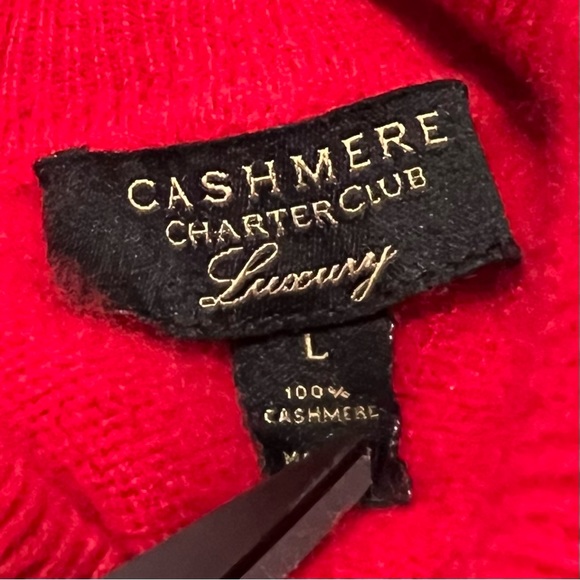 CASHMERE
CHARTER CLUB
Luxury
L
100%
CASHMERE